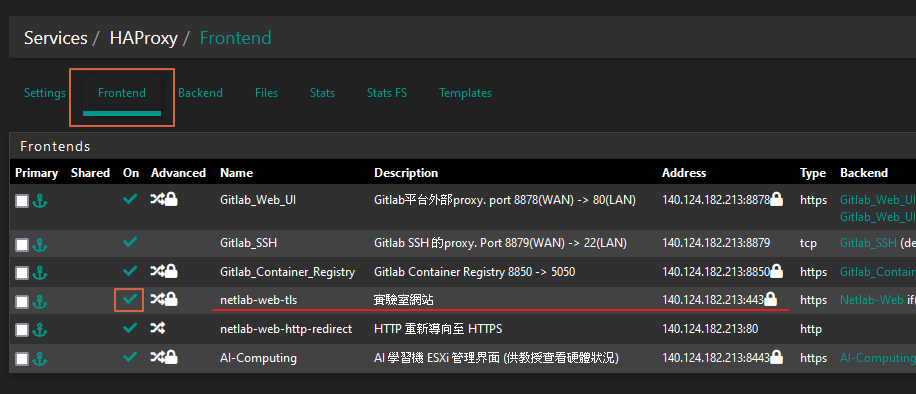 Services / HAProxy / Frontend
Settings Frontend Backend Files Stats Stats FS Templates
Frontends
Primary Shared On Advanced Name Description Address Type Backend
Gitlab_Web_UI Gitlab平台外部proxy. port 8878(WAN) -> 80(LAN) 140.124.182.213:8878 https Gitlab_Web_UI
Gitlab_Web_UI
Gitlab_SSH Gitlab SSH 的proxy. Port 8879(WAN) -> 22(LAN) 140.124.182.213:8879 tcp Gitlab_SSH (de
Gitlab_Container_Registry Gitlab Container Registry 8850 -> 5050 140.124.182.213:8850 https Gitlab_Contain
netlab-web-tls 實驗室網站 140.124.182.213:443 https Netlab-Web if(
netlab-web-http-redirect HTTP 重新導向至 HTTPS 140.124.182.213:80 http
AI-Computing AI 學習機 ESXi 管理界面 (供教授查看硬體狀況) 140.124.182.213:8443 https AI-Computing